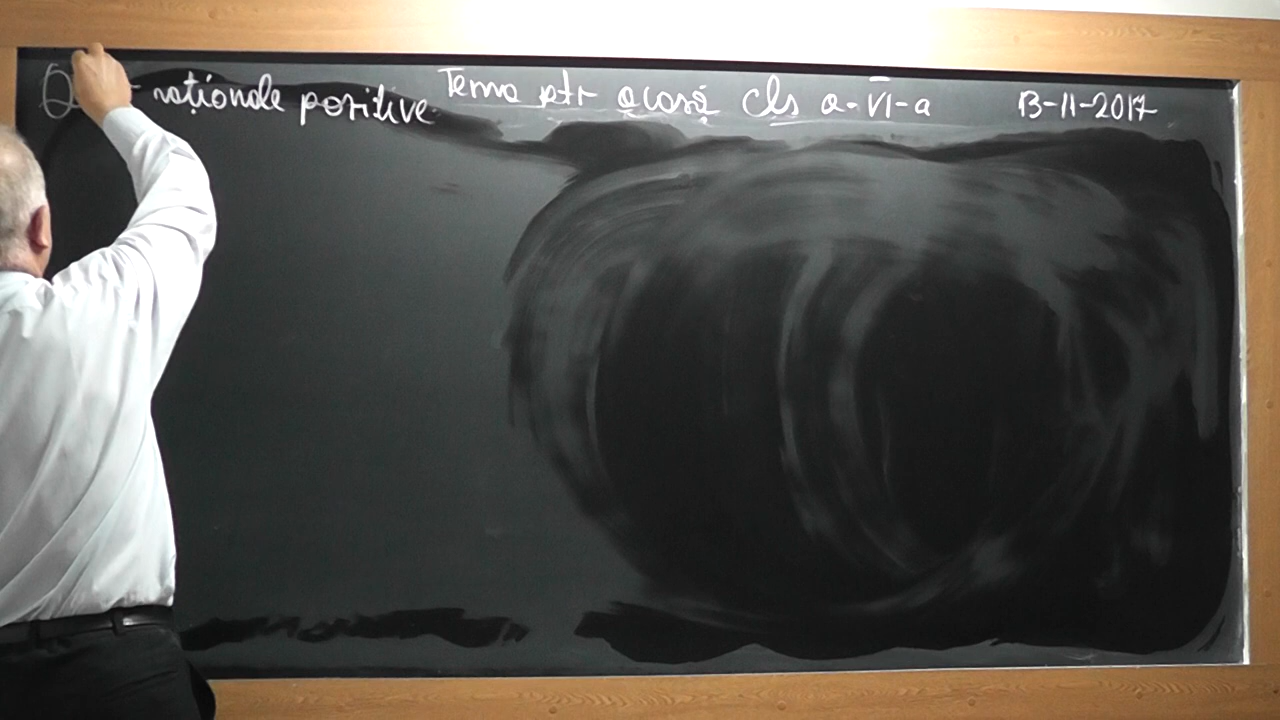 Q - raționale pozitive. Tema ptr acasă cls a-VI-a 13-11-2017